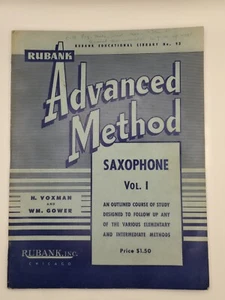 RUBANK EDUCATIONAL LIBRARY No. 95
RUBANK
Advanced
Method
SAXOPHONE
VOL. I
H. VOXMAN
AND
WM. GOWER
AN OUTLINED COURSE OF STUDY
DESIGNED TO FOLLOW UP ANY
OF THE VARIOUS ELEMENTARY
AND INTERMEDIATE METHODS
Price $1.50
RUBANK, INC.
CHICAGO